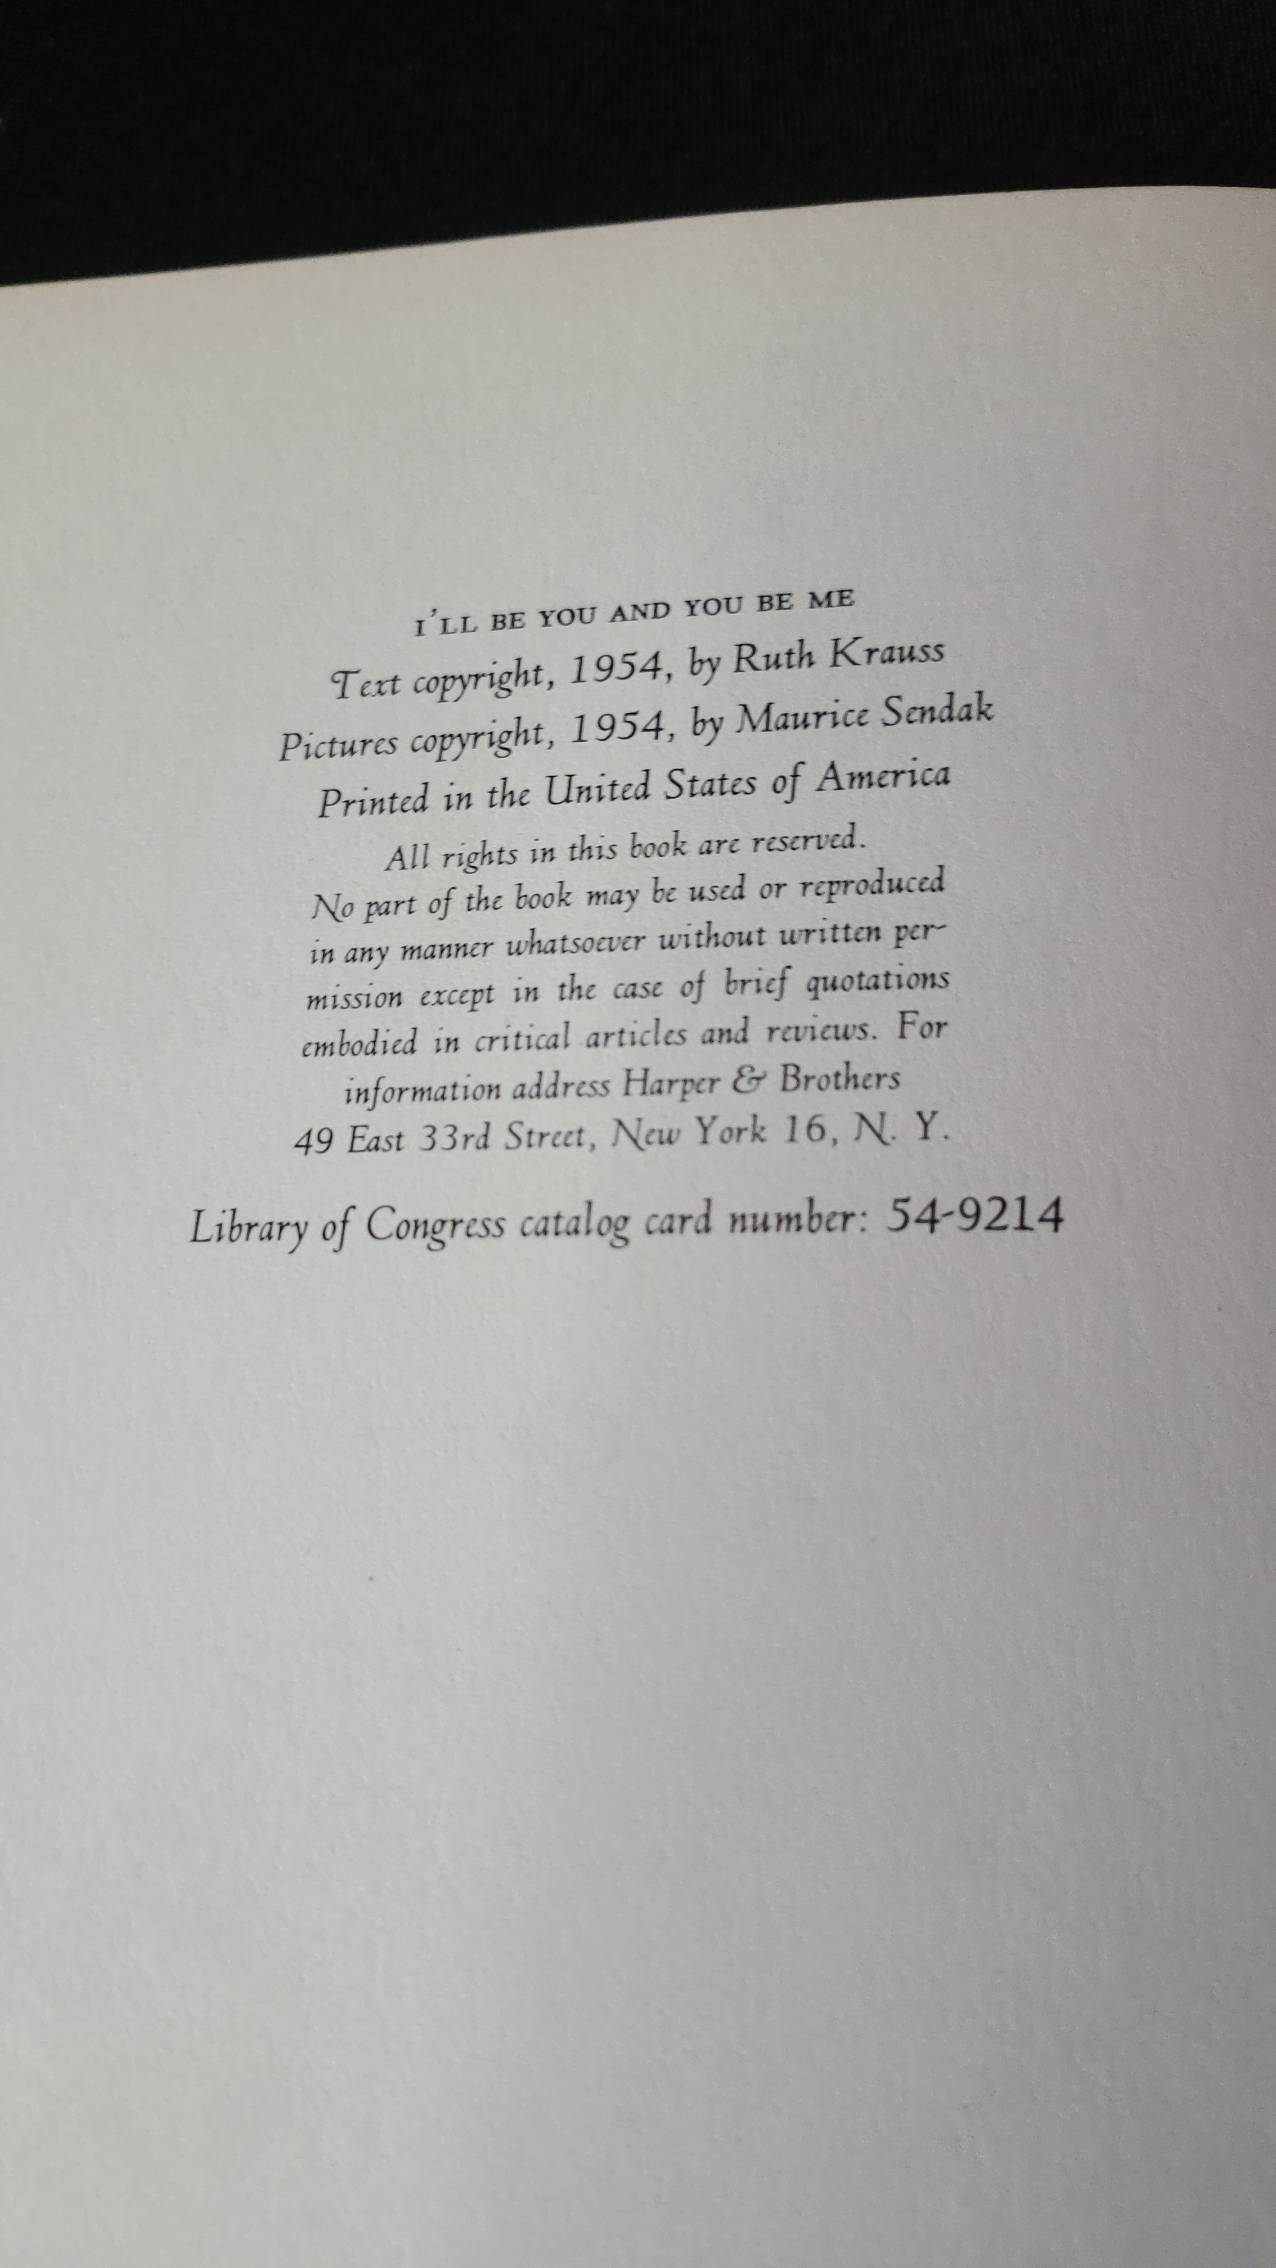 I'LL BE YOU AND YOU BE ME
Text copyright, 1954, by Ruth Krauss
Pictures copyright, 1954, by Maurice Sendak
Printed in the United States of America
All rights in this book are reserved.
No part of the book may be used or reproduced
in any manner whatsoever without written per-
mission except in the case of brief quotations
embodied in critical articles and reviews. For
information address Harper & Brothers
49 East 33rd Street, New York 16, N. Y.
Library of Congress catalog card number: 54-9214